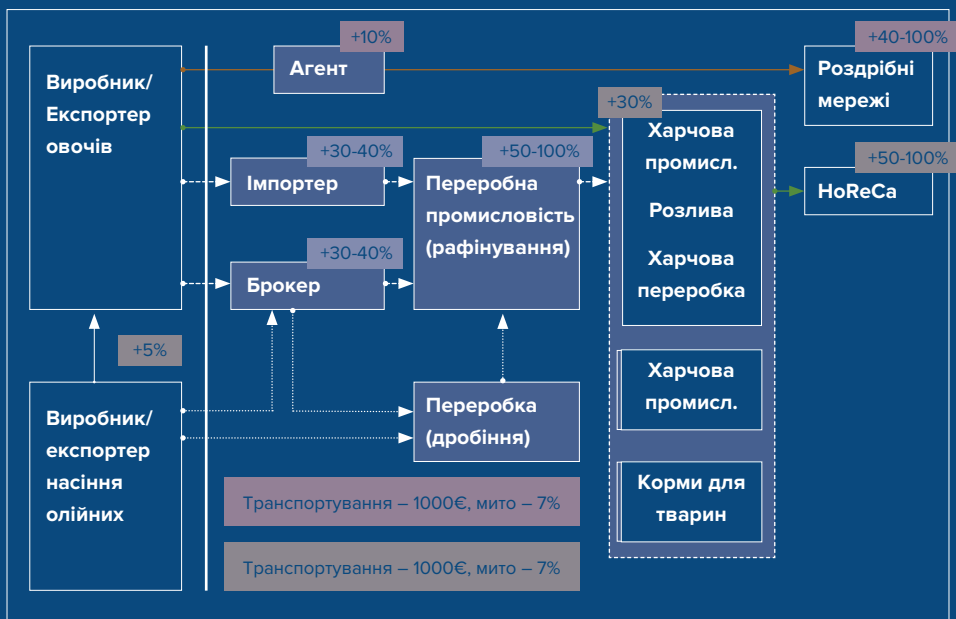 +10%
+40-100%
Виробник/
Експортер
овочів
Агент
Роздрібні
мережі
+30%
Харчова
промисл.
+30-40%
+50-100%
+50-100%
Імпортер
Переробна
промисловість
(рафінування)
HoReCa
Розлива
+30-40%
Брокер
Харчова
переробка
+5%
Харчова
промисл.
Виробник/
експортер
насіння
олійних
Переробка
(дробіння)
Корми для
тварин
Транспортування – 1000€, мито – 7%
Транспортування – 1000€, мито – 7%